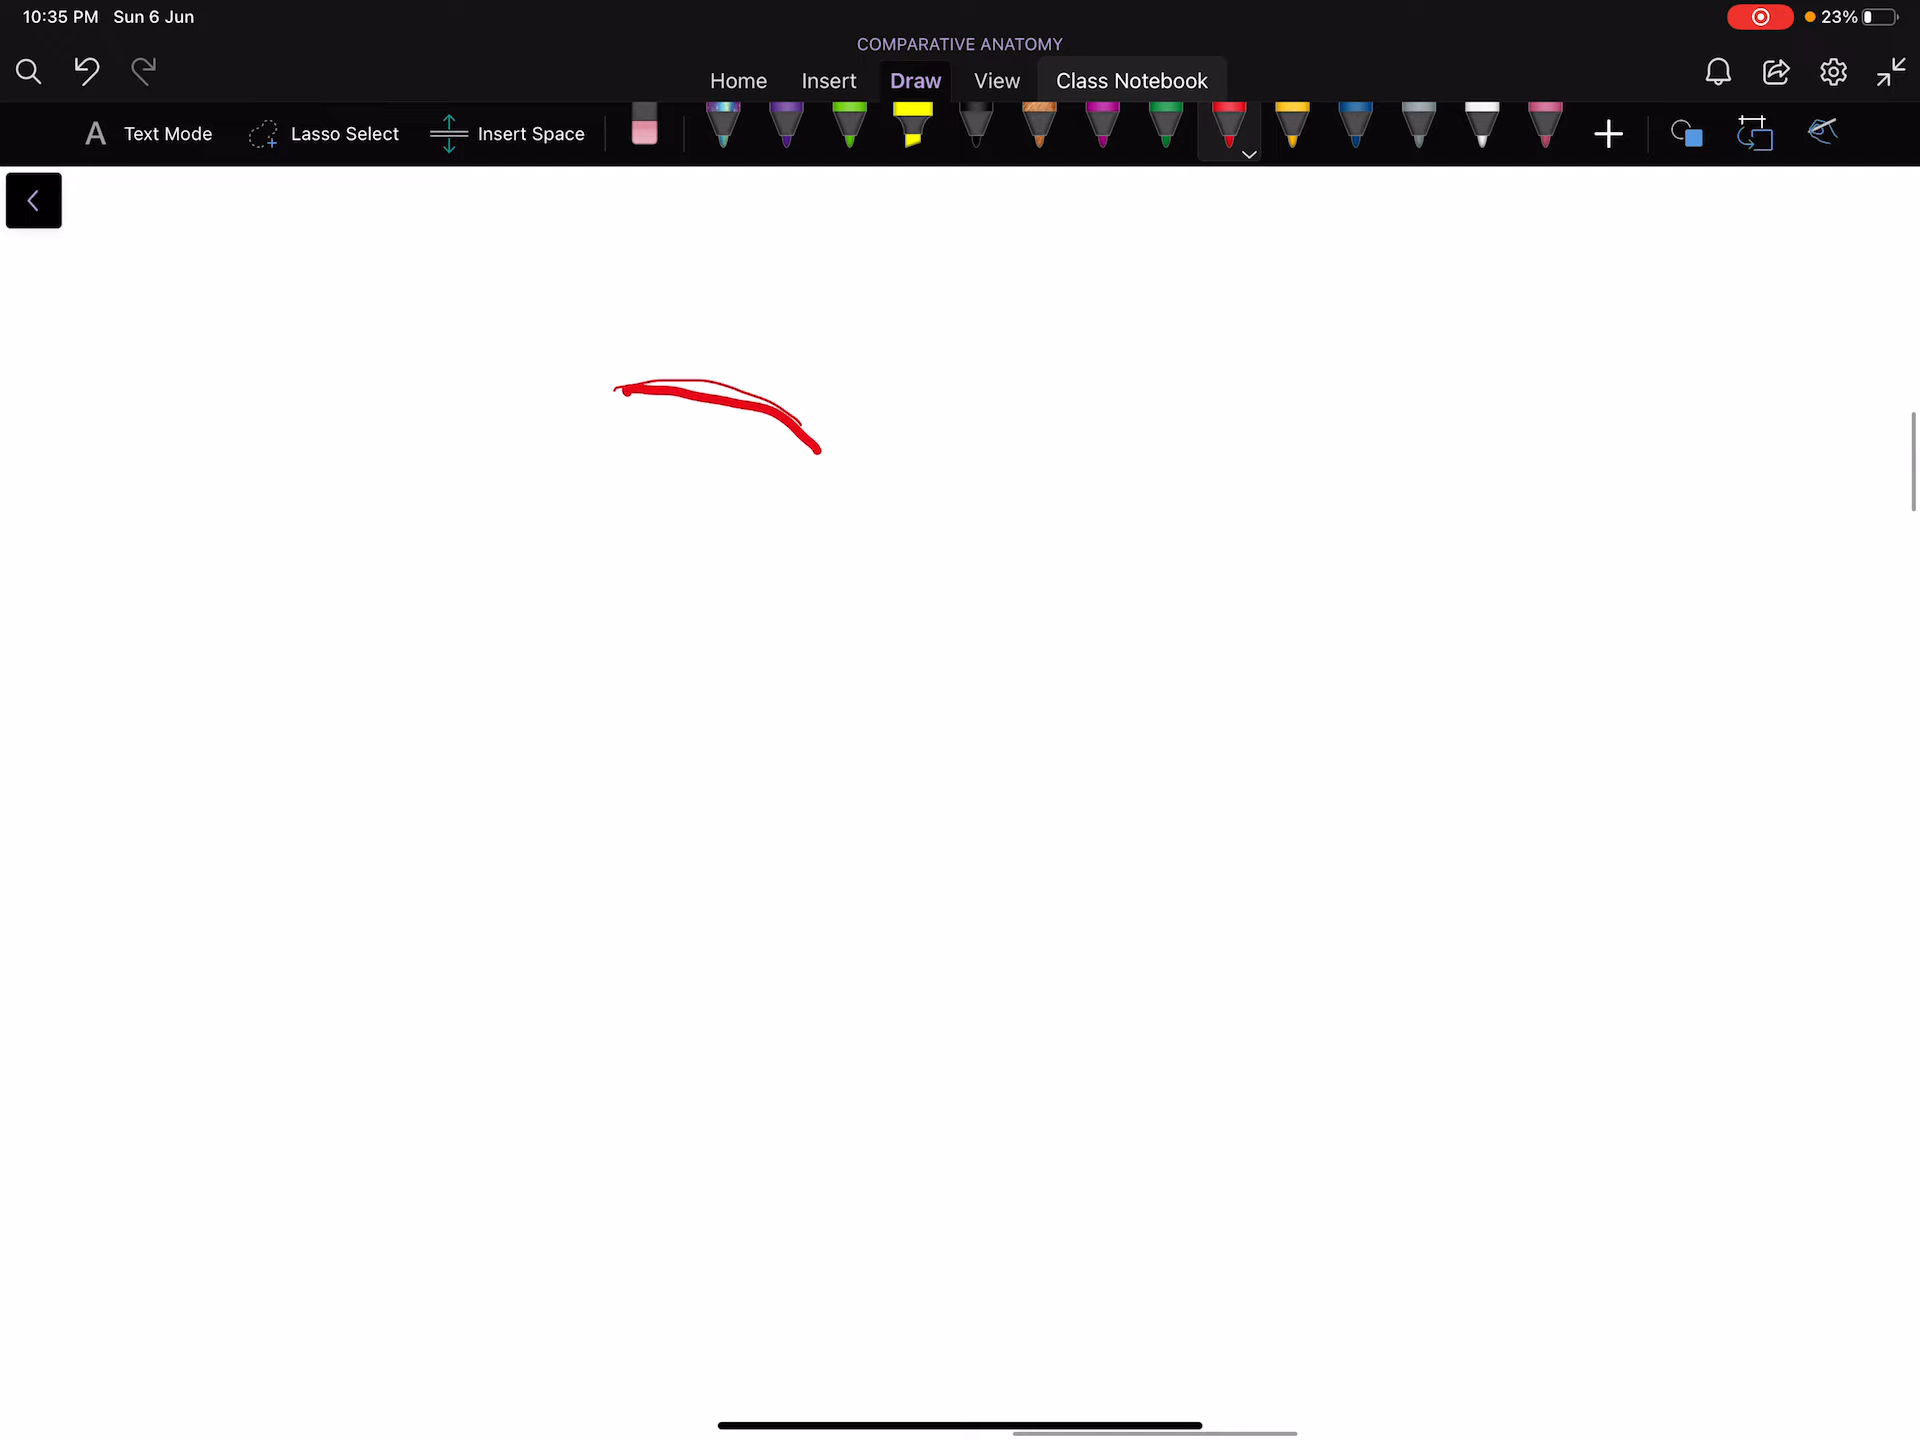 10:35 PM Sun 6 Jun
23%
COMPARATIVE ANATOMY
Home Insert Draw View Class Notebook
A Text Mode Lasso Select Insert Space